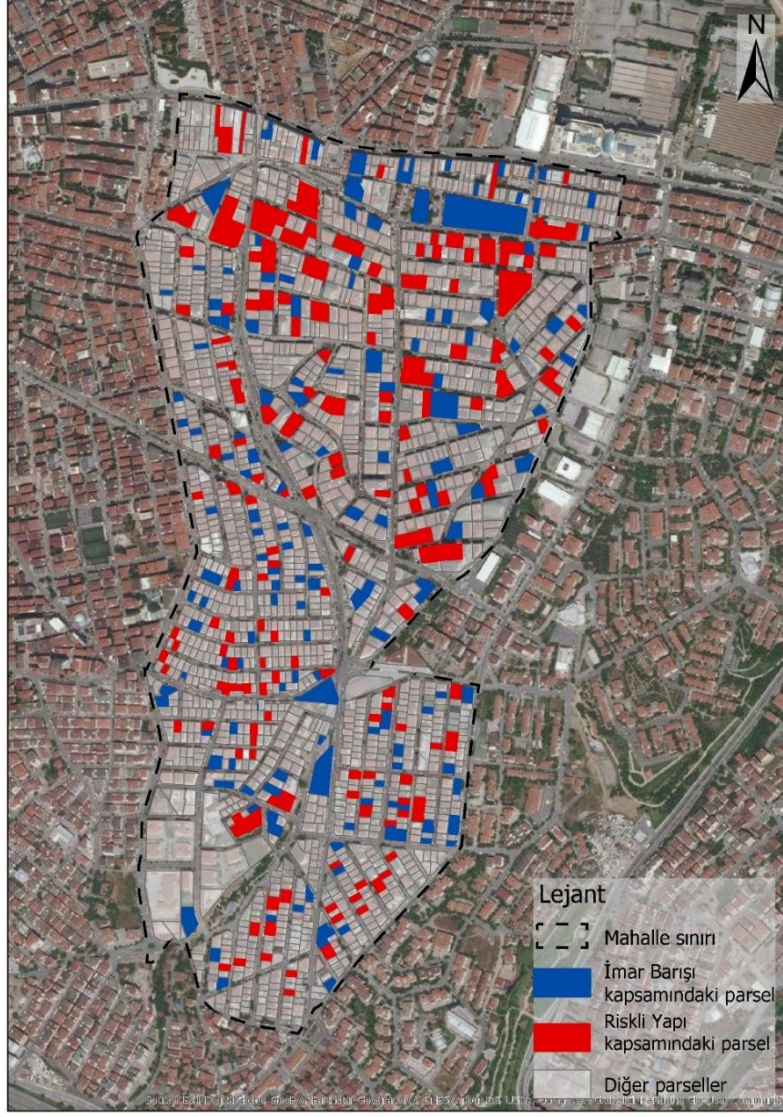 N
Lejant
Mahalle sınırı
İmar Barışı
kapsamındaki parsel
Riskli Yapı
kapsamındaki parsel
Diğer parseller